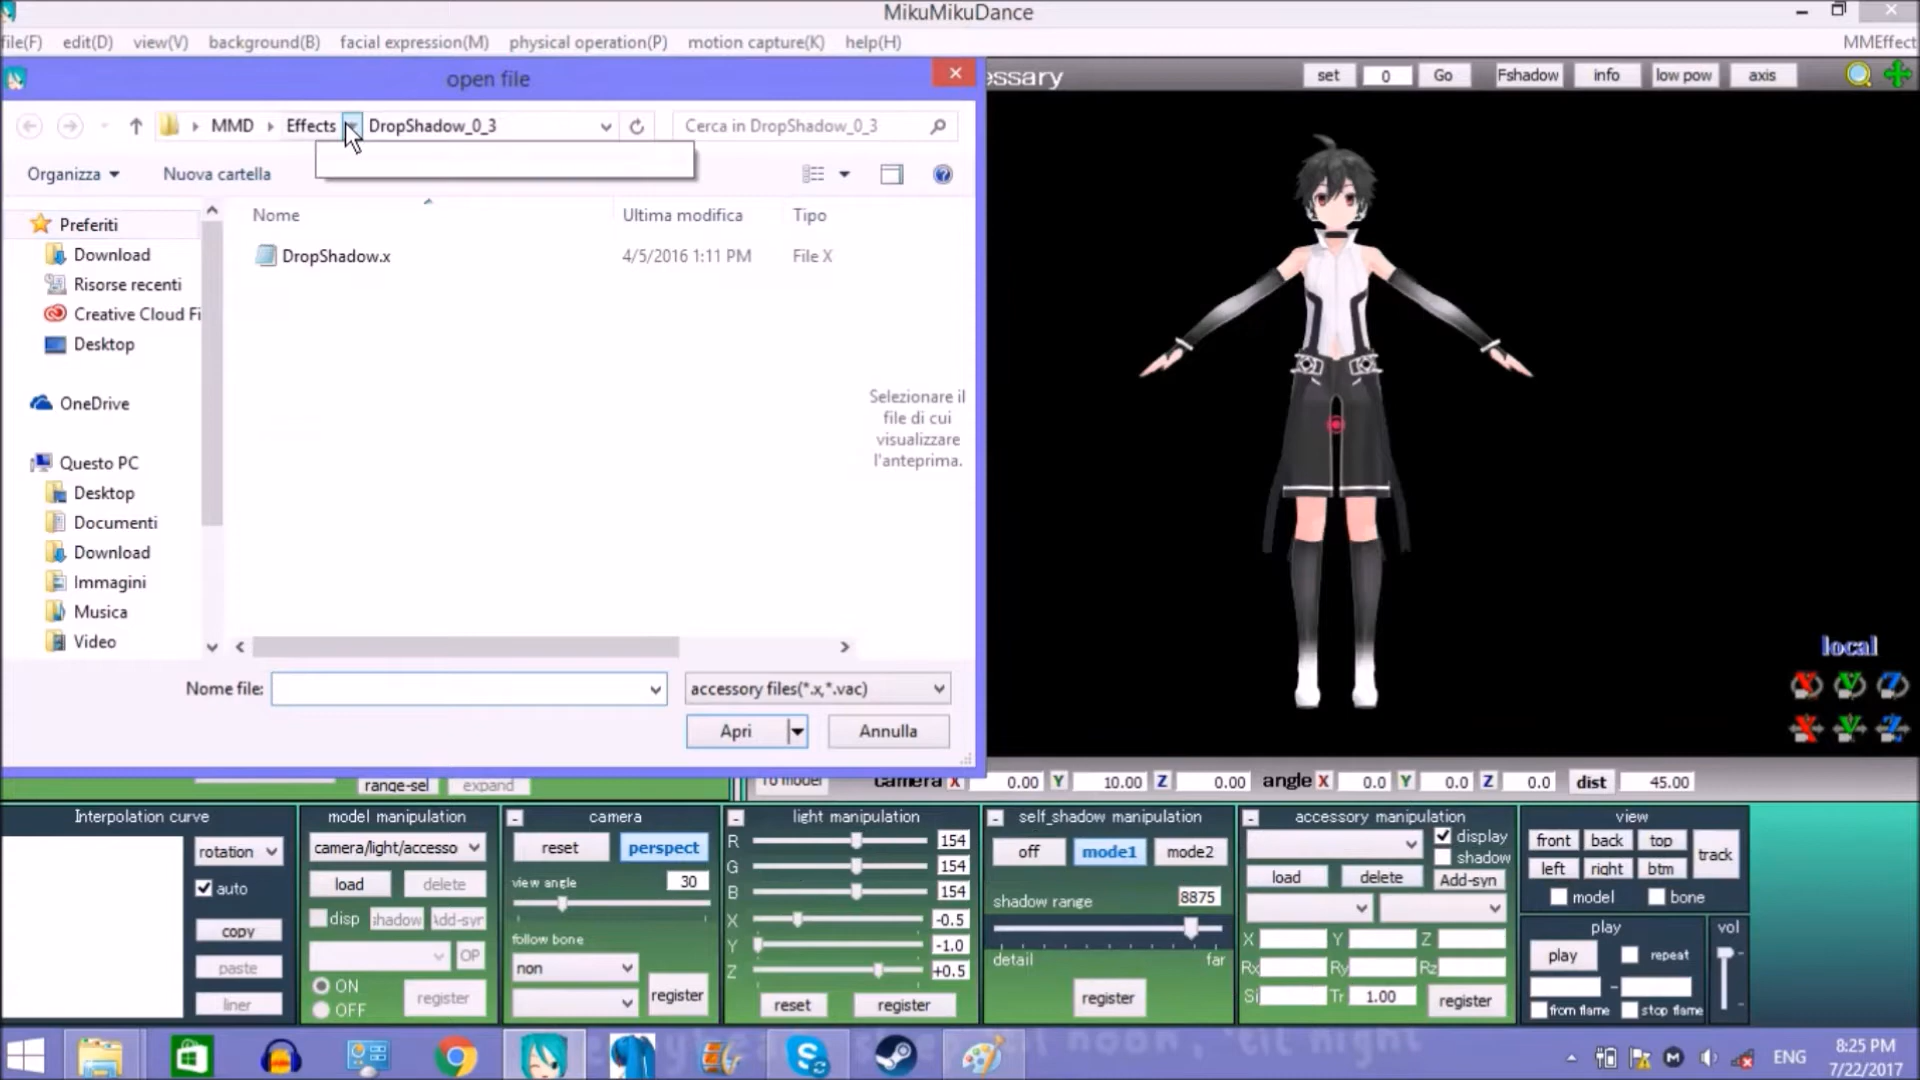 MikuMikuDance
file(F) edit(D) view(V) background(B) facial expression(M) physical operation(P) motion capture(K) help(H) MMEffect
open file
essary
set 0 Go Fshadow info low pow axis
MMD Effects DropShadow_0_3 Cerca in DropShadow_0_3
Organizza Nuova cartella
Nome Ultima modifica Tipo
DropShadow.x 4/5/2016 1:11 PM File X
Preferiti
Download
Risorse recenti
Creative Cloud Fi
Desktop
OneDrive
Questo PC
Desktop
Documenti
Download
Immagini
Musica
Video
Selezionare il
file di cui
visualizzare
l'anteprima.
Nome file: accessory files(*.x,*.vac)
Apri Annulla
local
X Y Z
X Y Z
range-sel expand To model camera X 0.00 Y 10.00 Z 0.00 angle X 0.0 Y 0.0 Z 0.0 dist 45.00
Interpolation curve
rotation
auto
copy
paste
liner
model manipulation
camera/light/accesso
load delete
disp shadow Add-syn
OP
ON
OFF
register
- camera
reset perspect
view angle 30
follow bone
non
register
- light manipulation
R 154
G 154
B 154
X -0.5
Y -1.0
Z +0.5
reset register
- self_shadow manipulation
off mode1 mode2
shadow range 8875
detail far
register
- accessory manipulation
display
shadow
load delete Add-syn
X Y Z
Rx Ry Rz
Si Tr 1.00 register
view
front back top track
left right btm
model bone
play
play repeat
-
from flame stop flame
vol
ENG
8:25 PM
7/22/2017